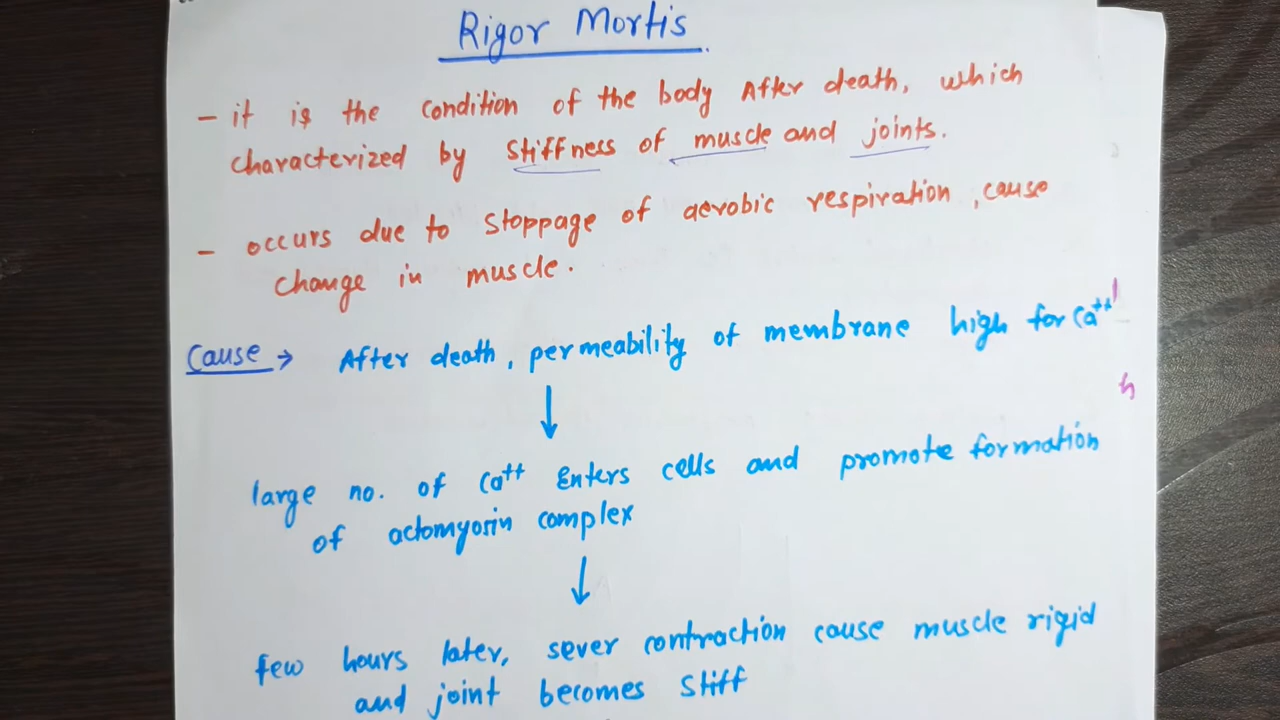 Rigor Mortis
- it is the condition of the body After death, which
characterized by stiffness of muscle and joints.
- occurs due to stoppage of aerobic respiration, cause
change in muscle.
Cause → After death, permeability of membrane high for Ca++
↓
large no. of Ca++ Enters cells and promote formation
of actomyosin complex
↓
few hours later, sever contraction cause muscle rigid
and joint becomes stiff